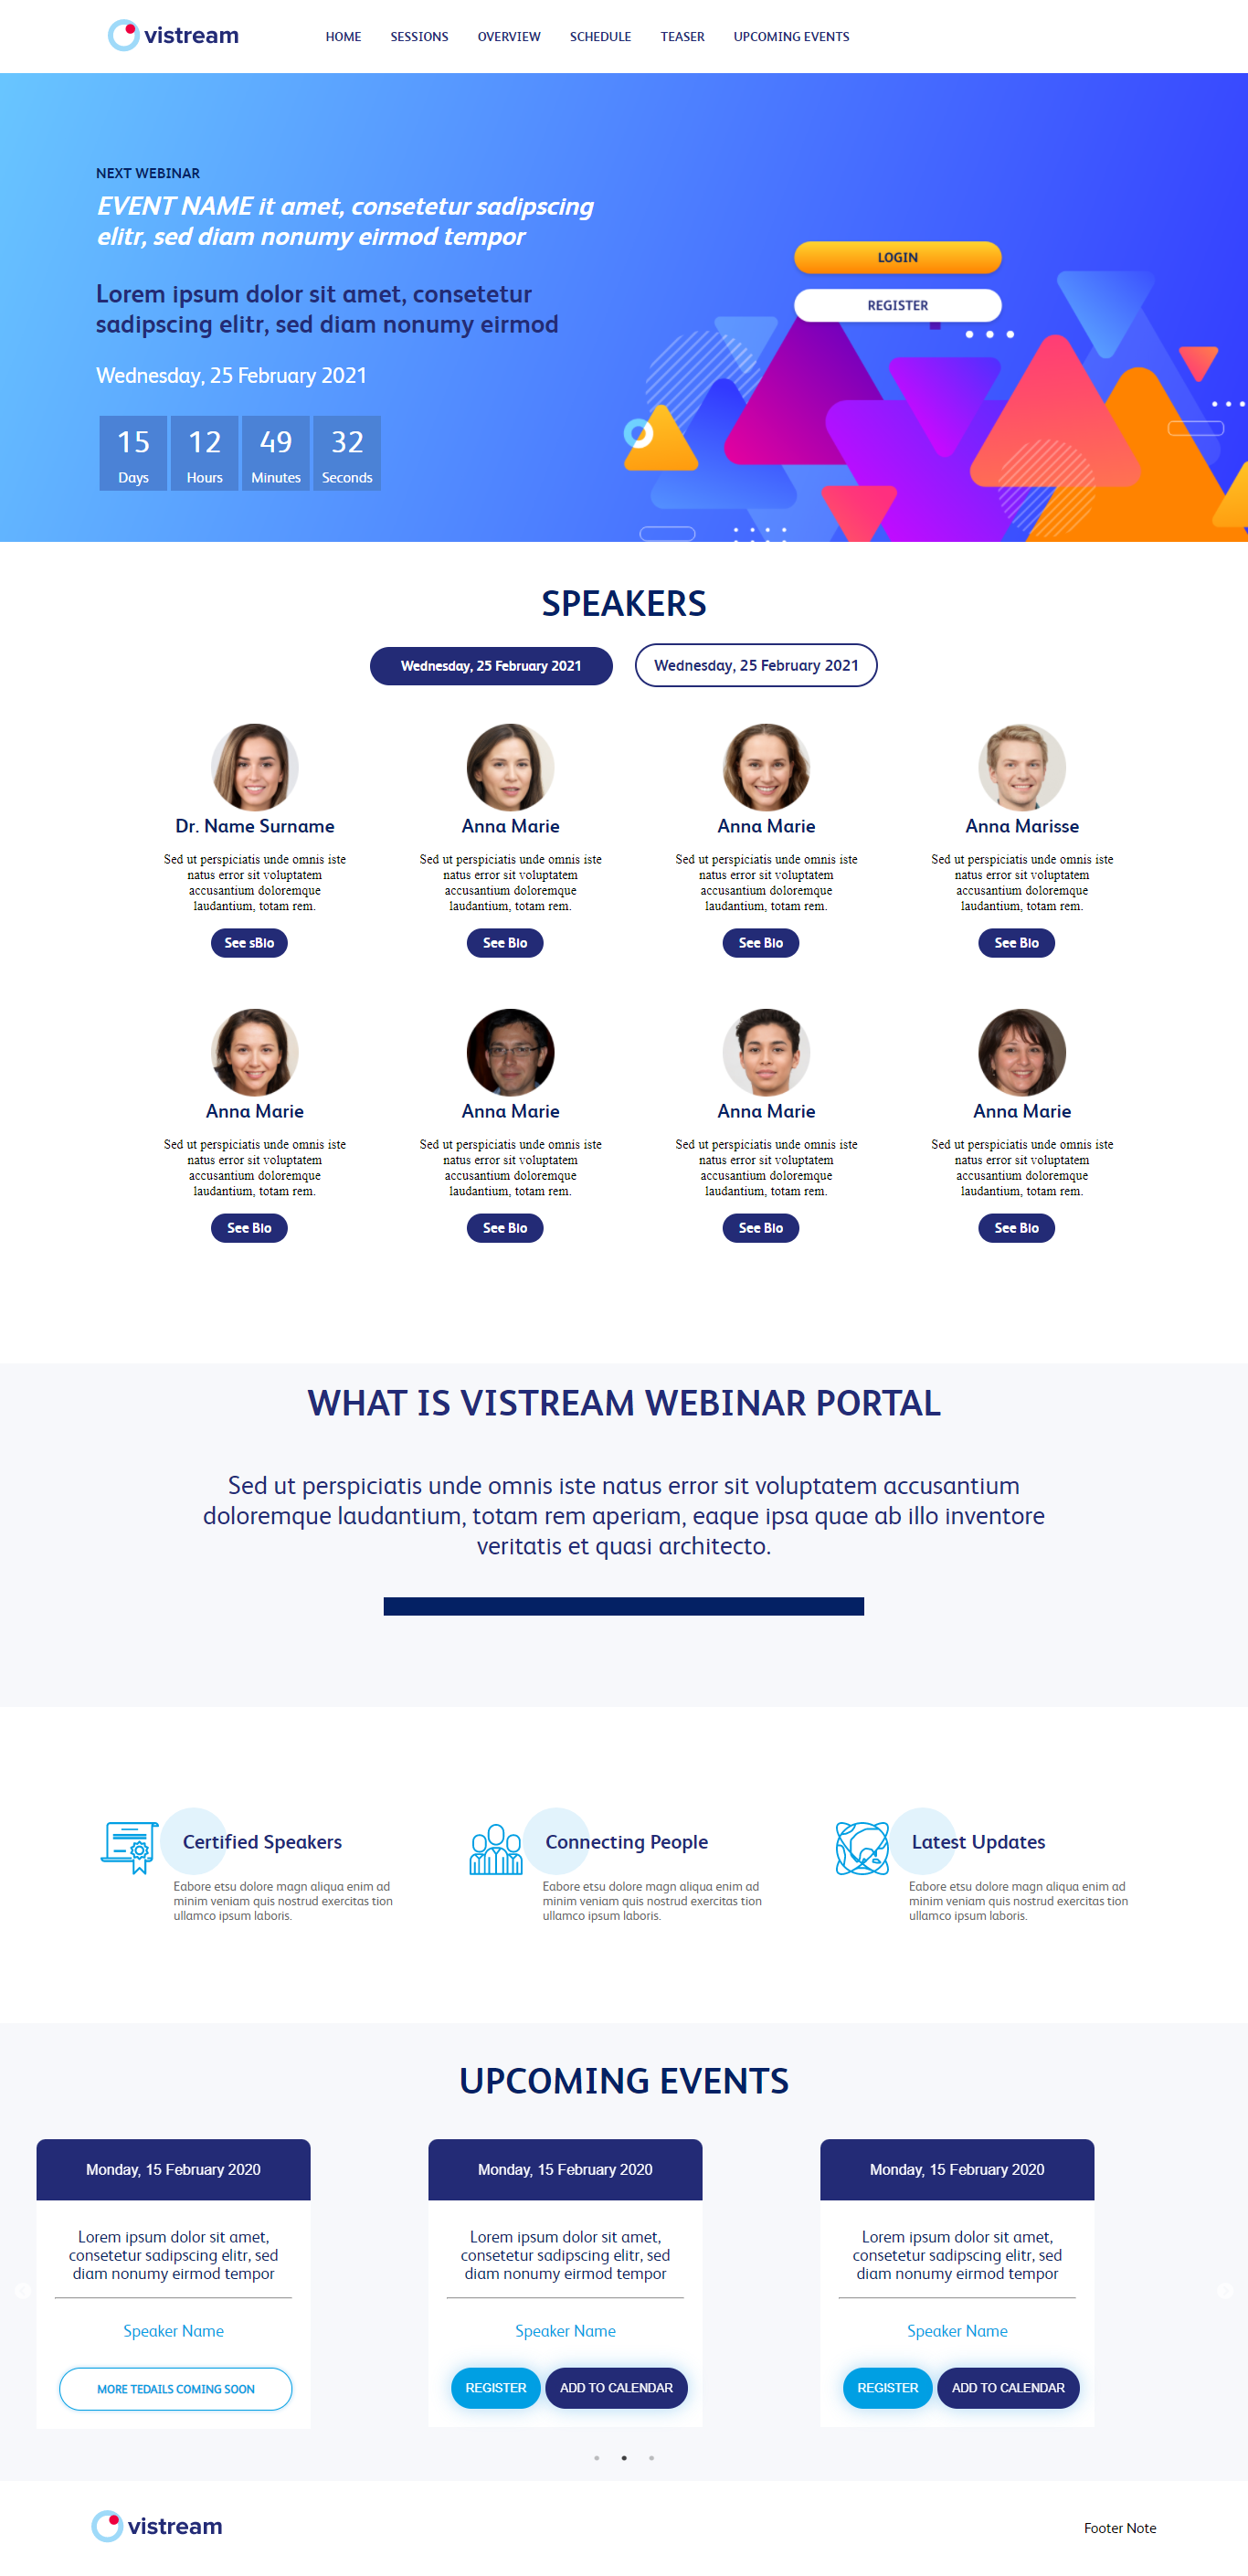 vistream
HOME SESSIONS OVERVIEW SCHEDULE TEASER UPCOMING EVENTS
NEXT WEBINAR
EVENT NAME it amet, consetetur sadipscing
elitr, sed diam nonumy eirmod tempor
Lorem ipsum dolor sit amet, consetetur
sadipscing elitr, sed diam nonumy eirmod
Wednesday, 25 February 2021
15 12 49 32
Days Hours Minutes Seconds
LOGIN
REGISTER
SPEAKERS
Wednesday, 25 February 2021 Wednesday, 25 February 2021
Dr. Name Surname
Sed ut perspiciatis unde omnis iste
natus error sit voluptatem
accusantium doloremque
laudantium, totam rem.
See sBio
Anna Marie
Sed ut perspiciatis unde omnis iste
natus error sit voluptatem
accusantium doloremque
laudantium, totam rem.
See Bio
Anna Marie
Sed ut perspiciatis unde omnis iste
natus error sit voluptatem
accusantium doloremque
laudantium, totam rem.
See Bio
Anna Marisse
Sed ut perspiciatis unde omnis iste
natus error sit voluptatem
accusantium doloremque
laudantium, totam rem.
See Bio
Anna Marie
Sed ut perspiciatis unde omnis iste
natus error sit voluptatem
accusantium doloremque
laudantium, totam rem.
See Bio
Anna Marie
Sed ut perspiciatis unde omnis iste
natus error sit voluptatem
accusantium doloremque
laudantium, totam rem.
See Bio
Anna Marie
Sed ut perspiciatis unde omnis iste
natus error sit voluptatem
accusantium doloremque
laudantium, totam rem.
See Bio
Anna Marie
Sed ut perspiciatis unde omnis iste
natus error sit voluptatem
accusantium doloremque
laudantium, totam rem.
See Bio
WHAT IS VISTREAM WEBINAR PORTAL
Sed ut perspiciatis unde omnis iste natus error sit voluptatem accusantium
doloremque laudantium, totam rem aperiam, eaque ipsa quae ab illo inventore
veritatis et quasi architecto.
Certified Speakers
Eabore etsu dolore magn aliqua enim ad
minim veniam quis nostrud exercitas tion
ullamco ipsum laboris.
Connecting People
Eabore etsu dolore magn aliqua enim ad
minim veniam quis nostrud exercitas tion
ullamco ipsum laboris.
Latest Updates
Eabore etsu dolore magn aliqua enim ad
minim veniam quis nostrud exercitas tion
ullamco ipsum laboris.
UPCOMING EVENTS
Monday, 15 February 2020
Lorem ipsum dolor sit amet,
consetetur sadipscing elitr, sed
diam nonumy eirmod tempor
Speaker Name
MORE TEDAILS COMING SOON
Monday, 15 February 2020
Lorem ipsum dolor sit amet,
consetetur sadipscing elitr, sed
diam nonumy eirmod tempor
Speaker Name
REGISTER ADD TO CALENDAR
Monday, 15 February 2020
Lorem ipsum dolor sit amet,
consetetur sadipscing elitr, sed
diam nonumy eirmod tempor
Speaker Name
REGISTER ADD TO CALENDAR
vistream
Footer Note